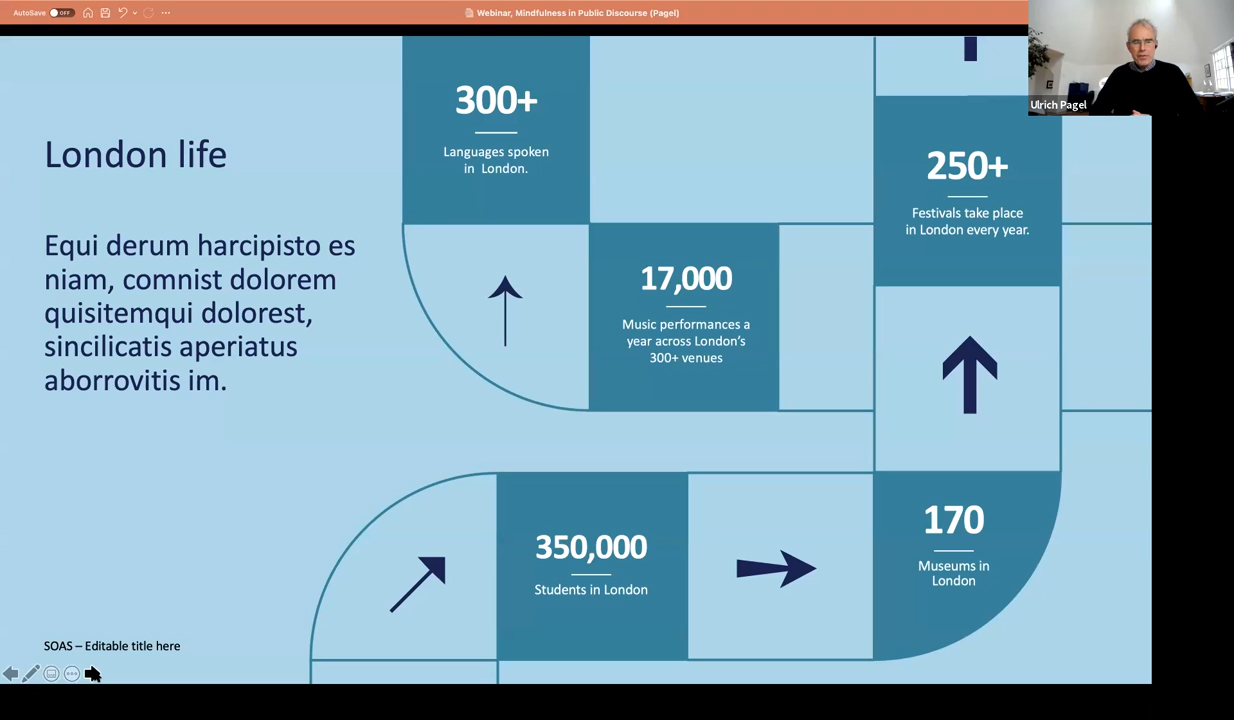 AutoSave OFF
Webinar, Mindfulness in Public Discourse (Pagel)
Ulrich Pagel
London life
Equi derum harcipisto es
niam, comnist dolorem
quisitemqui dolorest,
sincilicatis aperiatus
aborrovitis im.
300+
Languages spoken
in  London.
250+
Festivals take place
in London every year.
17,000
Music performances a
year across London’s
300+ venues
350,000
Students in London
170
Museums in
London
SOAS – Editable title here